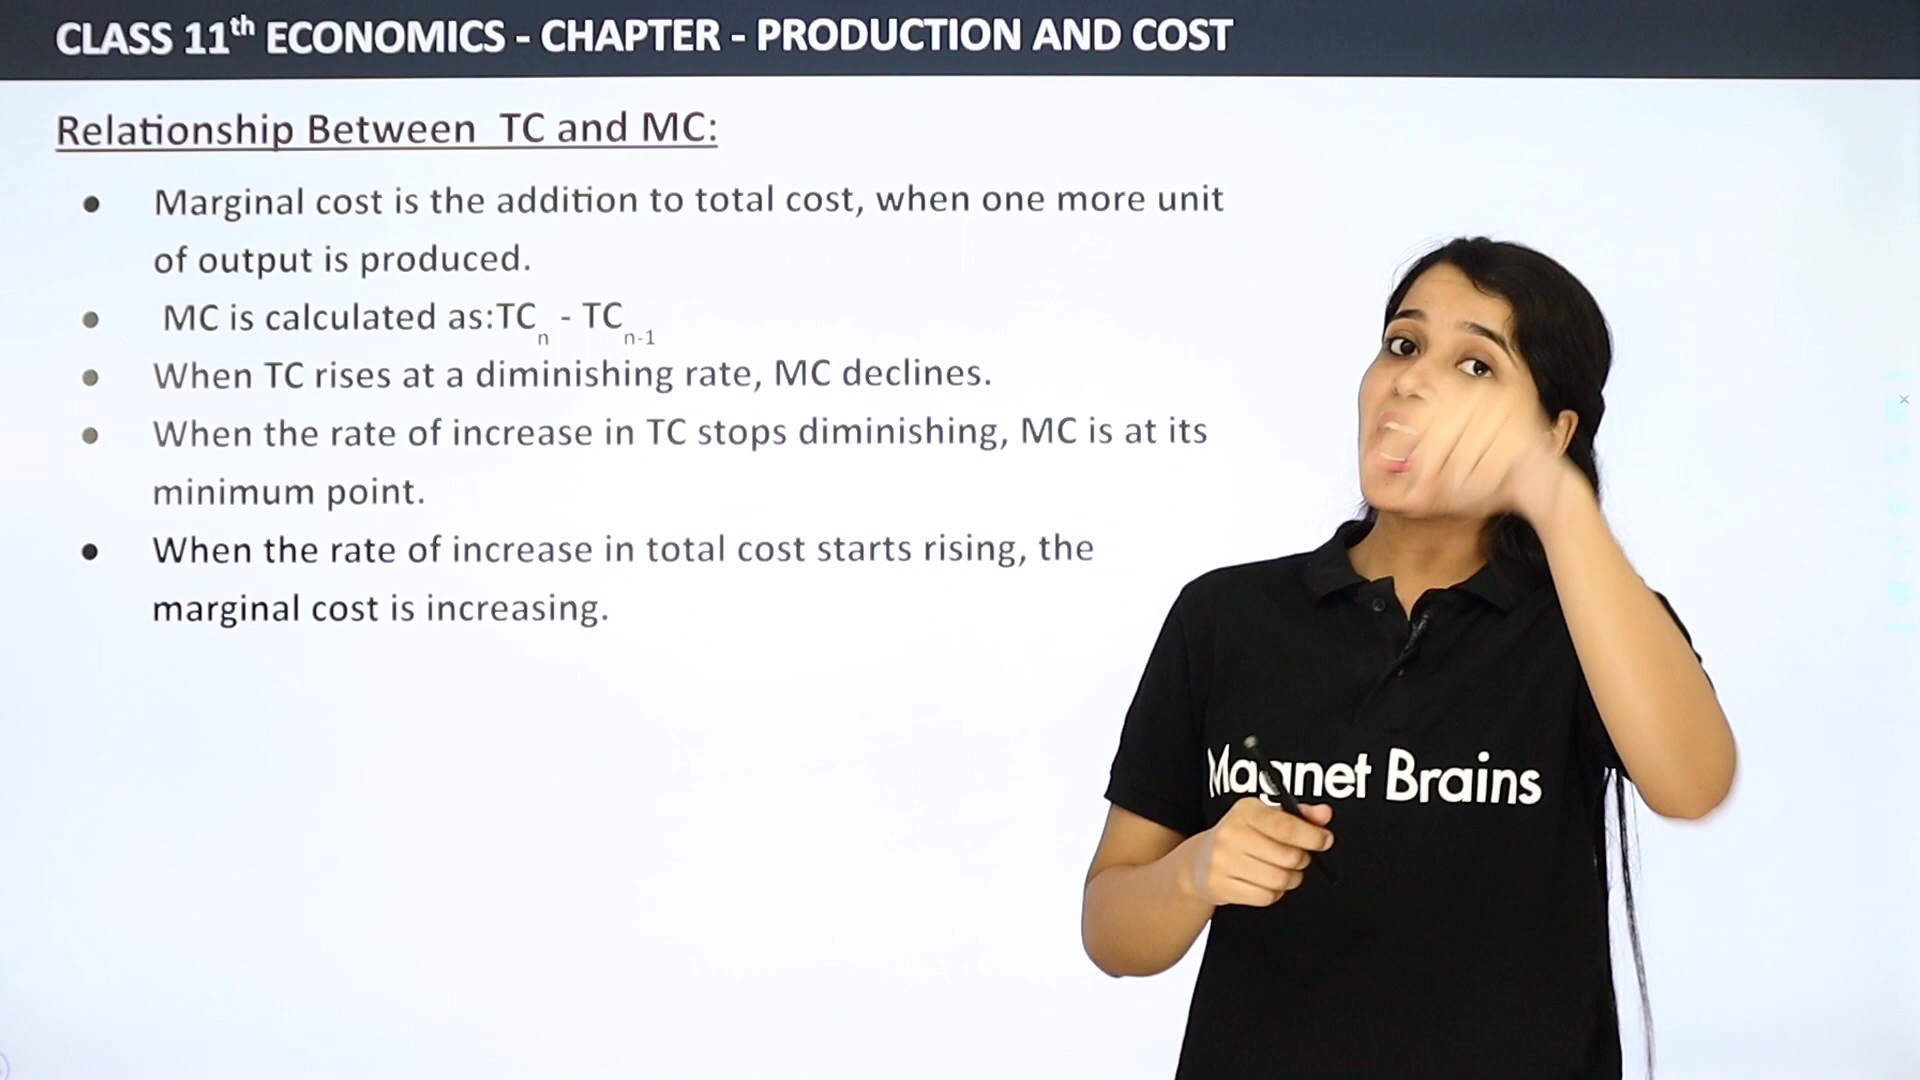 CLASS 11th ECONOMICS - CHAPTER - PRODUCTION AND COST
Relationship Between TC and MC:
● Marginal cost is the addition to total cost, when one more unit
of output is produced.
● MC is calculated as:TCn - TCn-1
● When TC rises at a diminishing rate, MC declines.
● When the rate of increase in TC stops diminishing, MC is at its
minimum point.
● When the rate of increase in total cost starts rising, the
marginal cost is increasing.
Magnet Brains